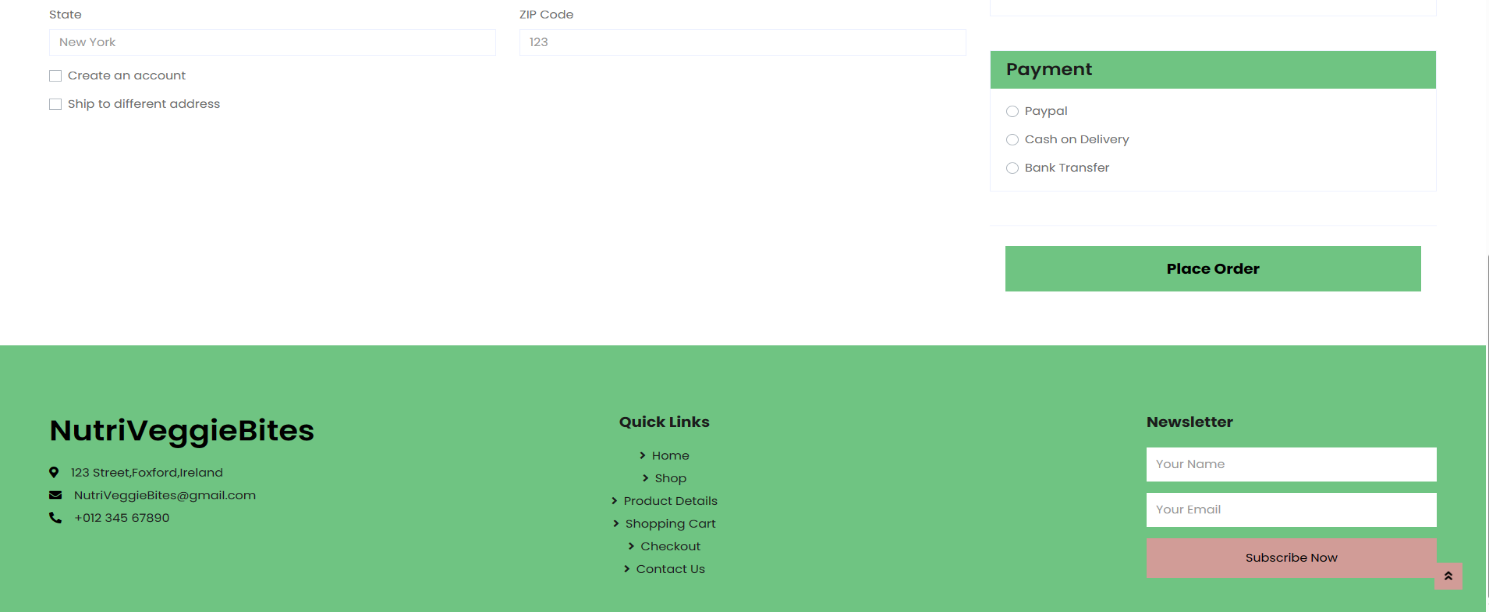 State
ZIP Code
New York
123
Create an account
Ship to different address
Payment
Paypal
Cash on Delivery
Bank Transfer
Place Order
NutriVeggieBites
123 Street,Foxford,Ireland
NutriVeggieBites@gmail.com
+012 345 67890
Quick Links
Home
Shop
Product Details
Shopping Cart
Checkout
Contact Us
Newsletter
Your Name
Your Email
Subscribe Now